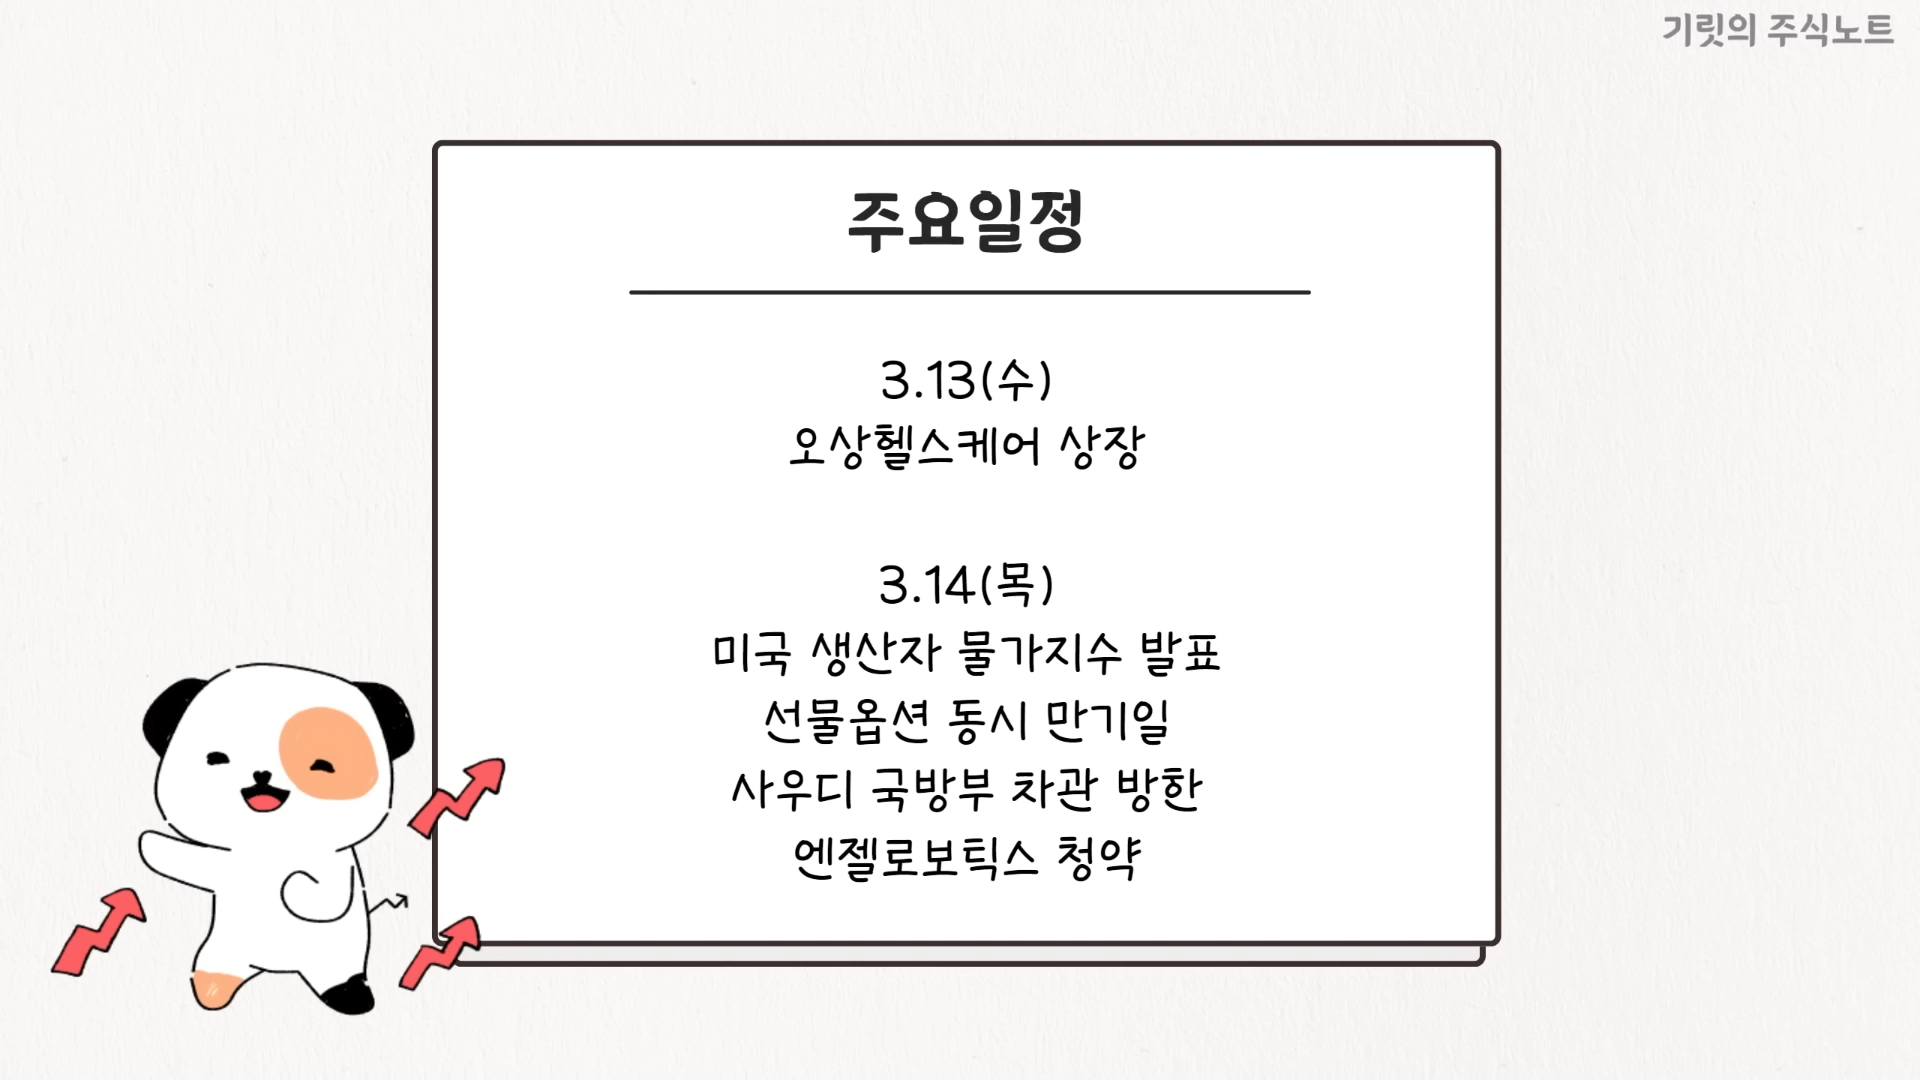 기릿의 주식노트
주요일정
3.13(수)
오상헬스케어 상장
3.14(목)
미국 생산자 물가지수 발표
선물옵션 동시 만기일
사우디 국방부 차관 방한
엔젤로보틱스 청약